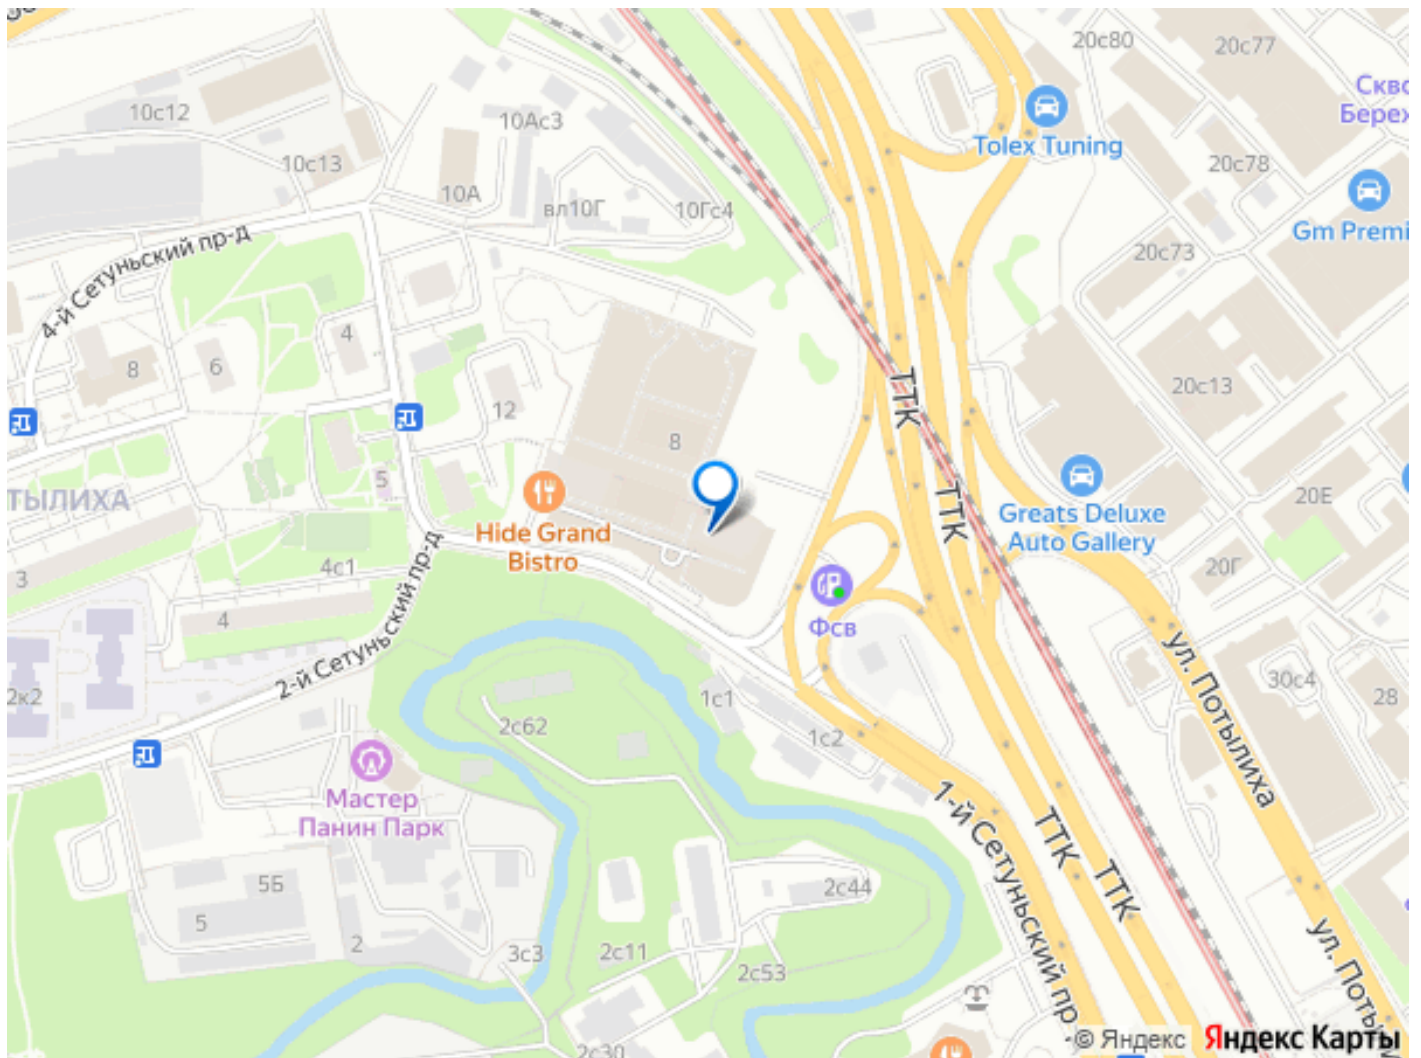 20с80
20с77
Скво
Береж
10с12
10Ас3
Tolex Tuning
10с13
20с78
10А
вл10Г
10Гс4
Gm Premi
4-й Сетуньский пр-д
20с73
4
8
6
20с13
ТТК
12
8
5
ТЫЛИХА
20Е
ТТК
Hide Grand
Bistro
Greats Deluxe
Auto Gallery
3
4с1
20Г
4
Фсв
2-й Сетуньский пр-д
ул. Потылиха
2к2
1с1
30с4
28
2с62
1с2
Мастер
Панин Парк
1-й Сетуньский пр
ТТК
ТТК
5Б
2с44
5
2
3с3
2с11
2с53
ул. Поты
2с30
© Яндекс Яндекс Карты